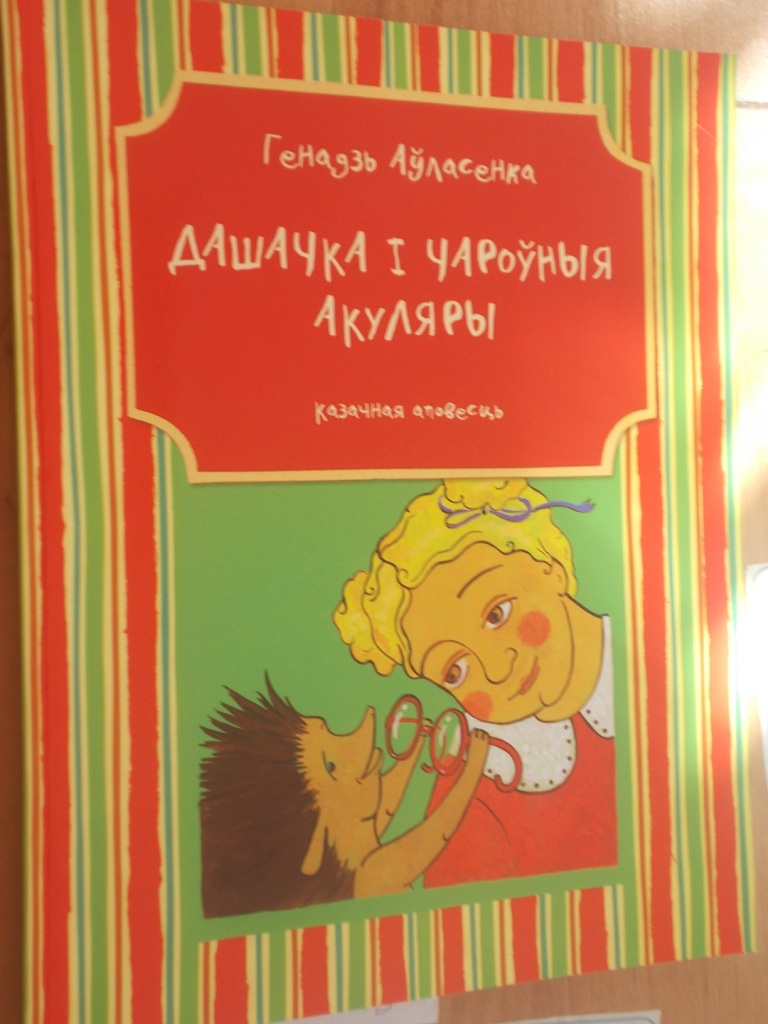 Генадзь Аўласенка
ДАШАЧКА І ЧАРОЎНЫЯ
АКУЛЯРЫ
казачная аповесць